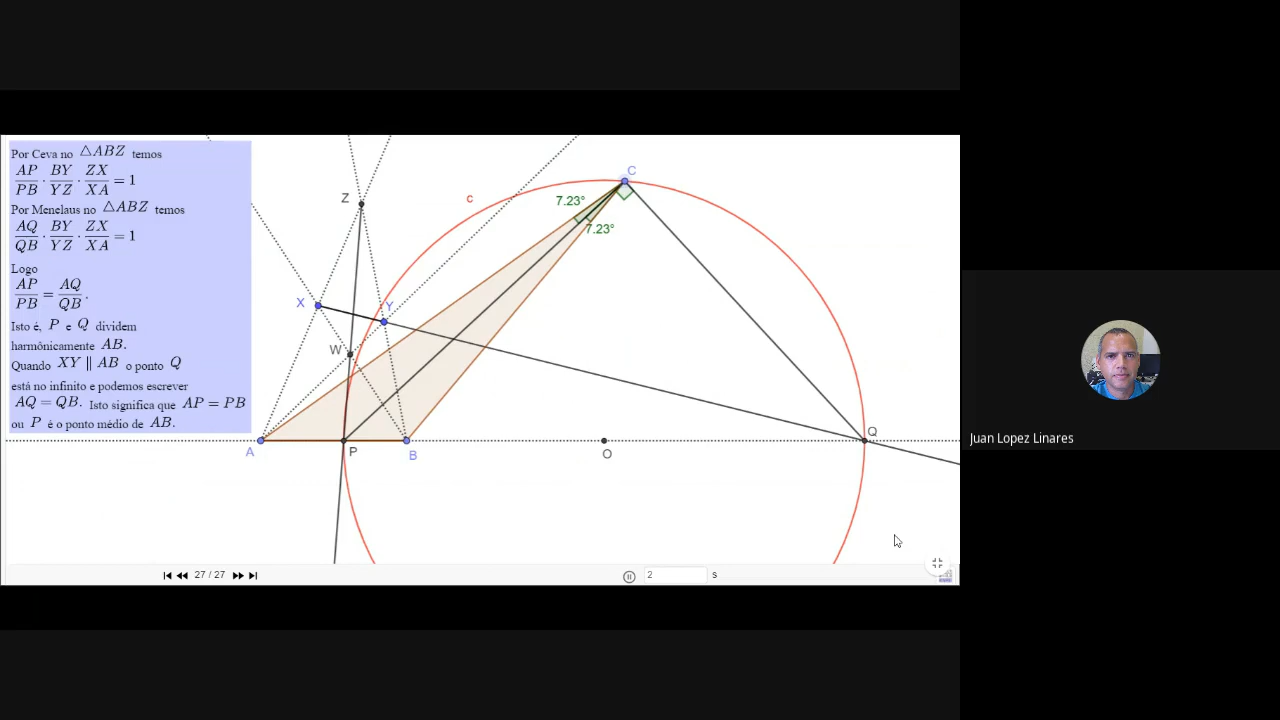 Por Ceva no △ABZ temos
AP/PB · BY/YZ · ZX/XA = 1
Por Menelaus no △ABZ temos
AQ/QB · BY/YZ · ZX/XA = 1
Logo
AP/PB = AQ/QB.
Isto é, P e Q dividem
harmônicamente AB.
Quando XY ∥ AB o ponto Q
está no infinito e podemos escrever
AQ = QB. Isto significa que AP = PB
ou P é o ponto médio de AB.
C
Z
c
7.23°
7.23°
X
Y
W
A
P
B
O
Q
Juan Lopez Linares
27 / 27
2
s